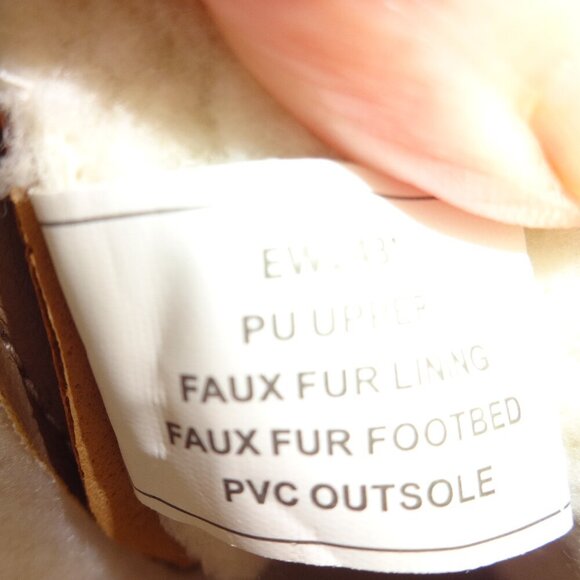 PU UPPER
FAUX FUR LINING
FAUX FUR FOOTBED
PVC OUTSOLE